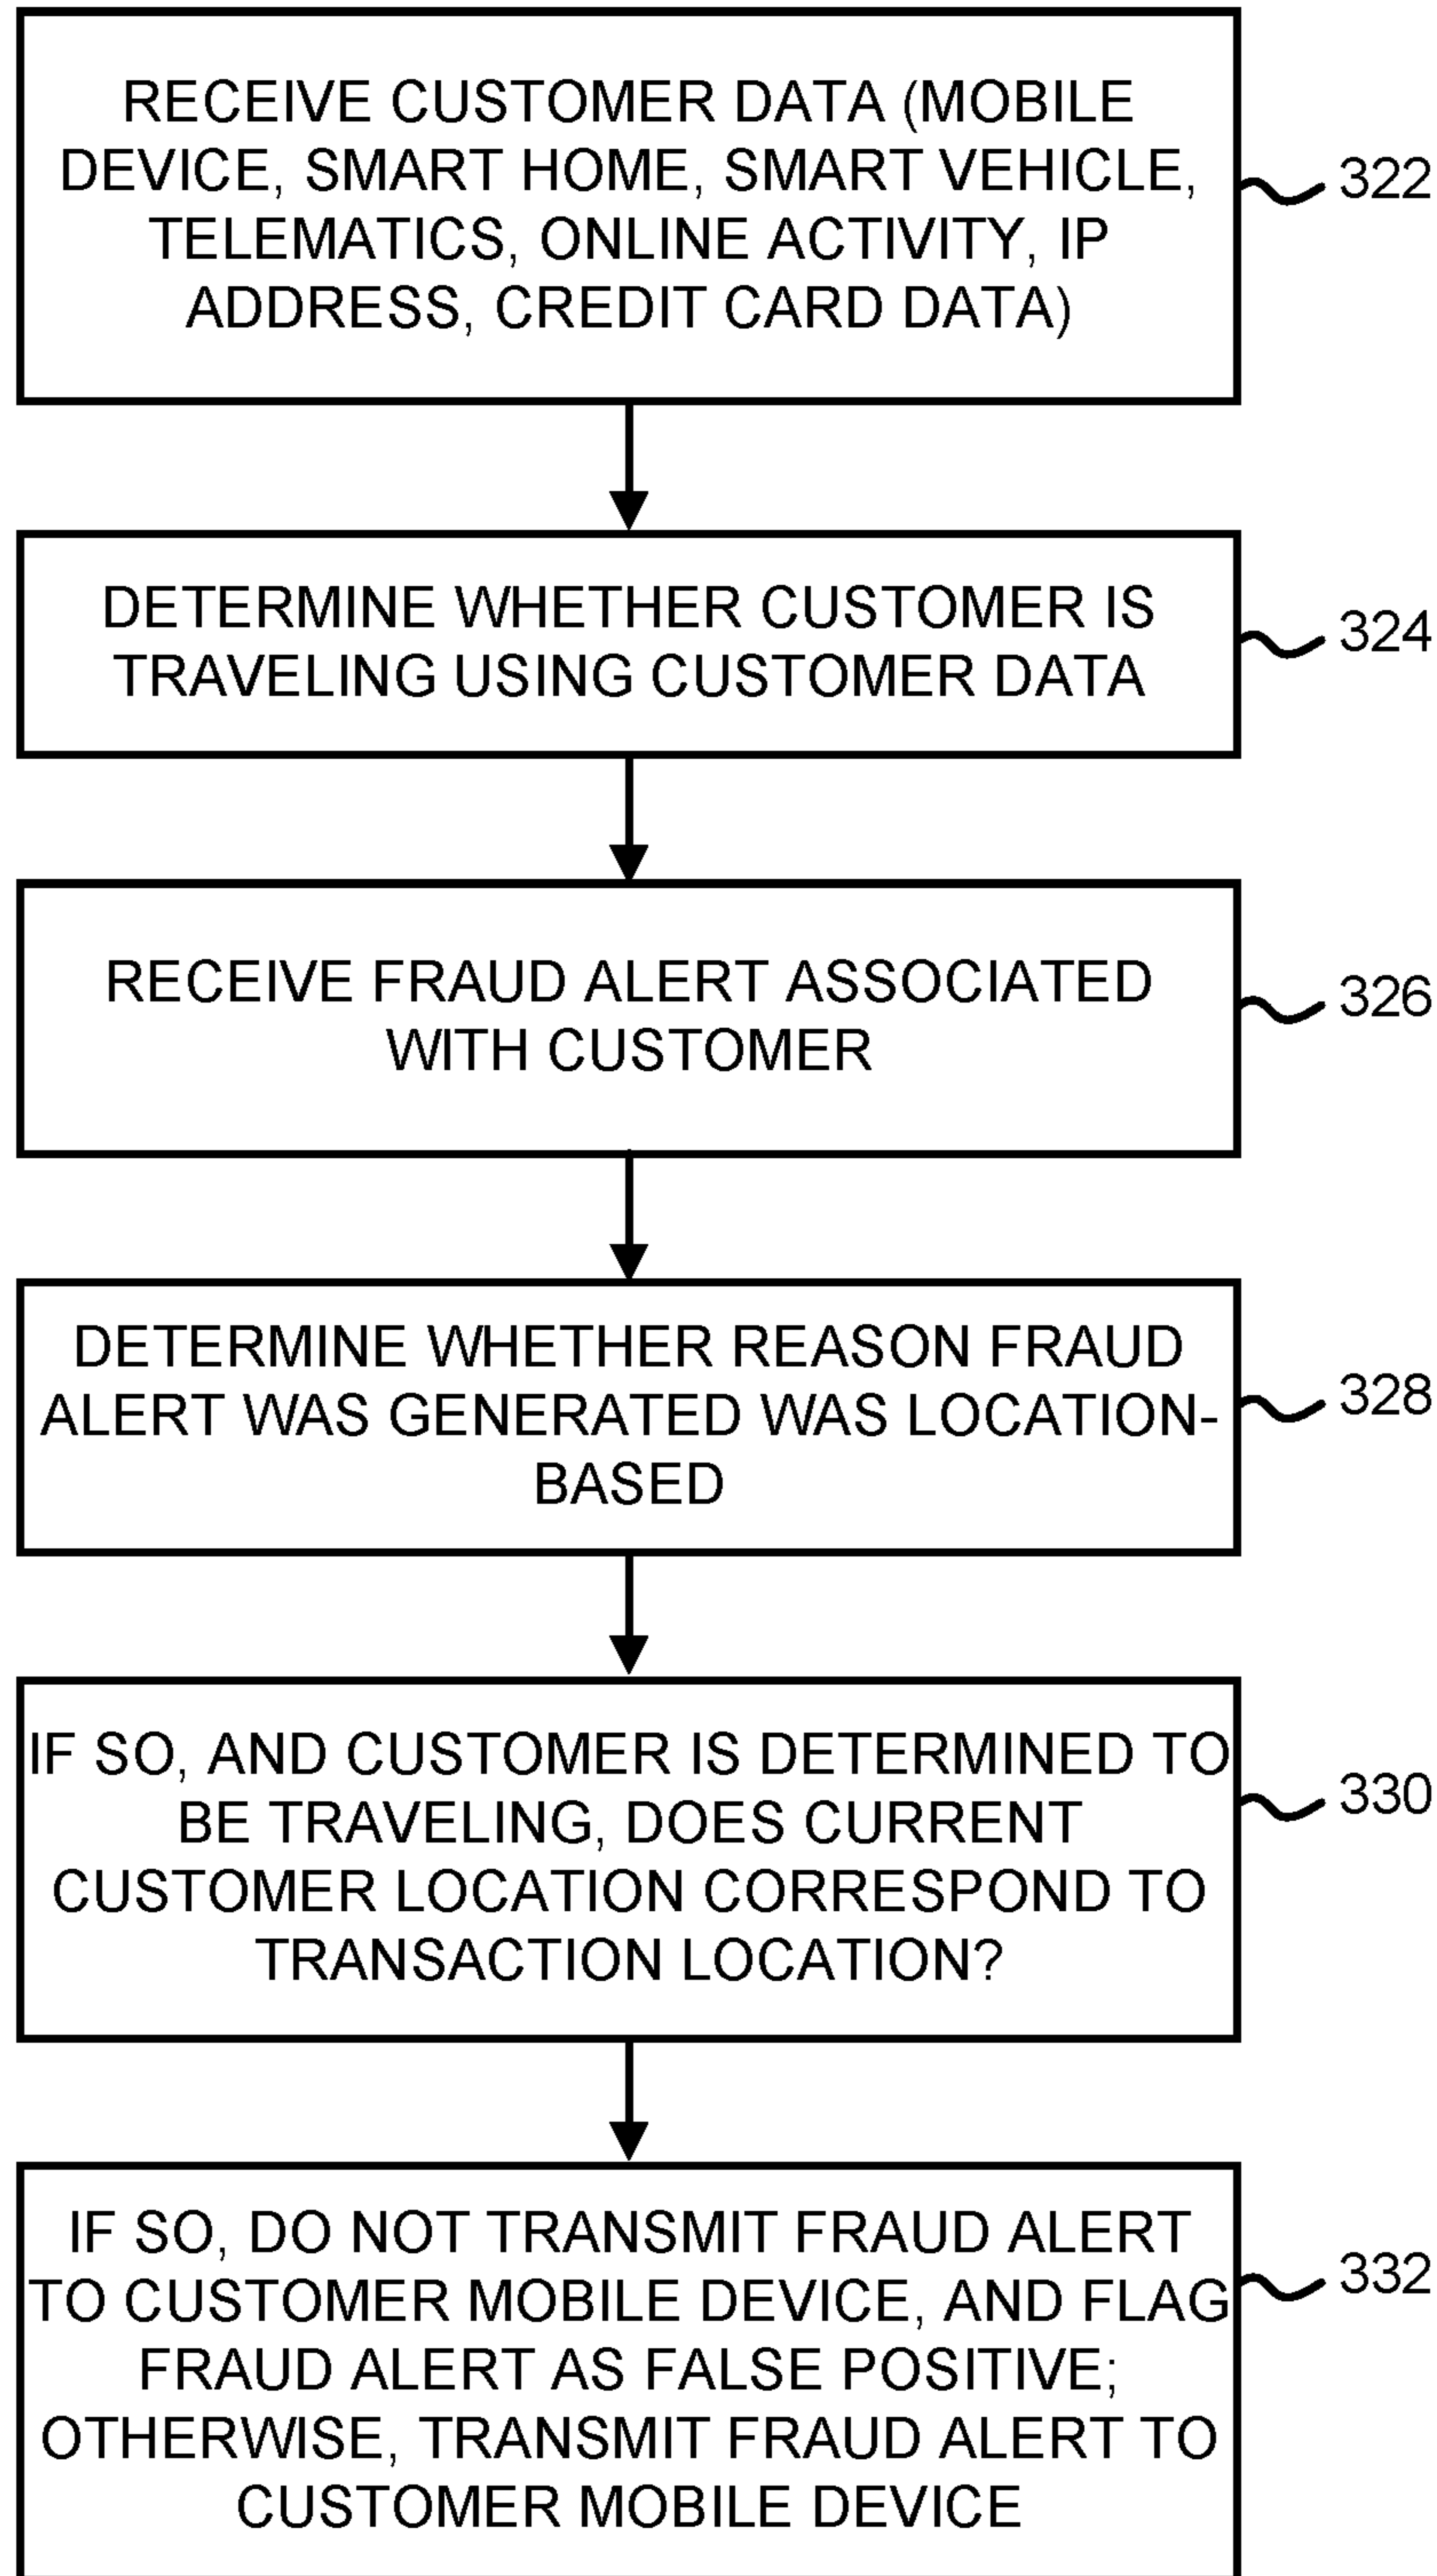 RECEIVE CUSTOMER DATA (MOBILE
DEVICE, SMART HOME, SMART VEHICLE,
TELEMATICS, ONLINE ACTIVITY, IP
ADDRESS, CREDIT CARD DATA)
322
DETERMINE WHETHER CUSTOMER IS
TRAVELING USING CUSTOMER DATA
324
RECEIVE FRAUD ALERT ASSOCIATED
WITH CUSTOMER
326
DETERMINE WHETHER REASON FRAUD
ALERT WAS GENERATED WAS LOCATION-
BASED
328
IF SO, AND CUSTOMER IS DETERMINED TO
BE TRAVELING, DOES CURRENT
CUSTOMER LOCATION CORRESPOND TO
TRANSACTION LOCATION?
330
IF SO, DO NOT TRANSMIT FRAUD ALERT
TO CUSTOMER MOBILE DEVICE, AND FLAG
FRAUD ALERT AS FALSE POSITIVE;
OTHERWISE, TRANSMIT FRAUD ALERT TO
CUSTOMER MOBILE DEVICE
332